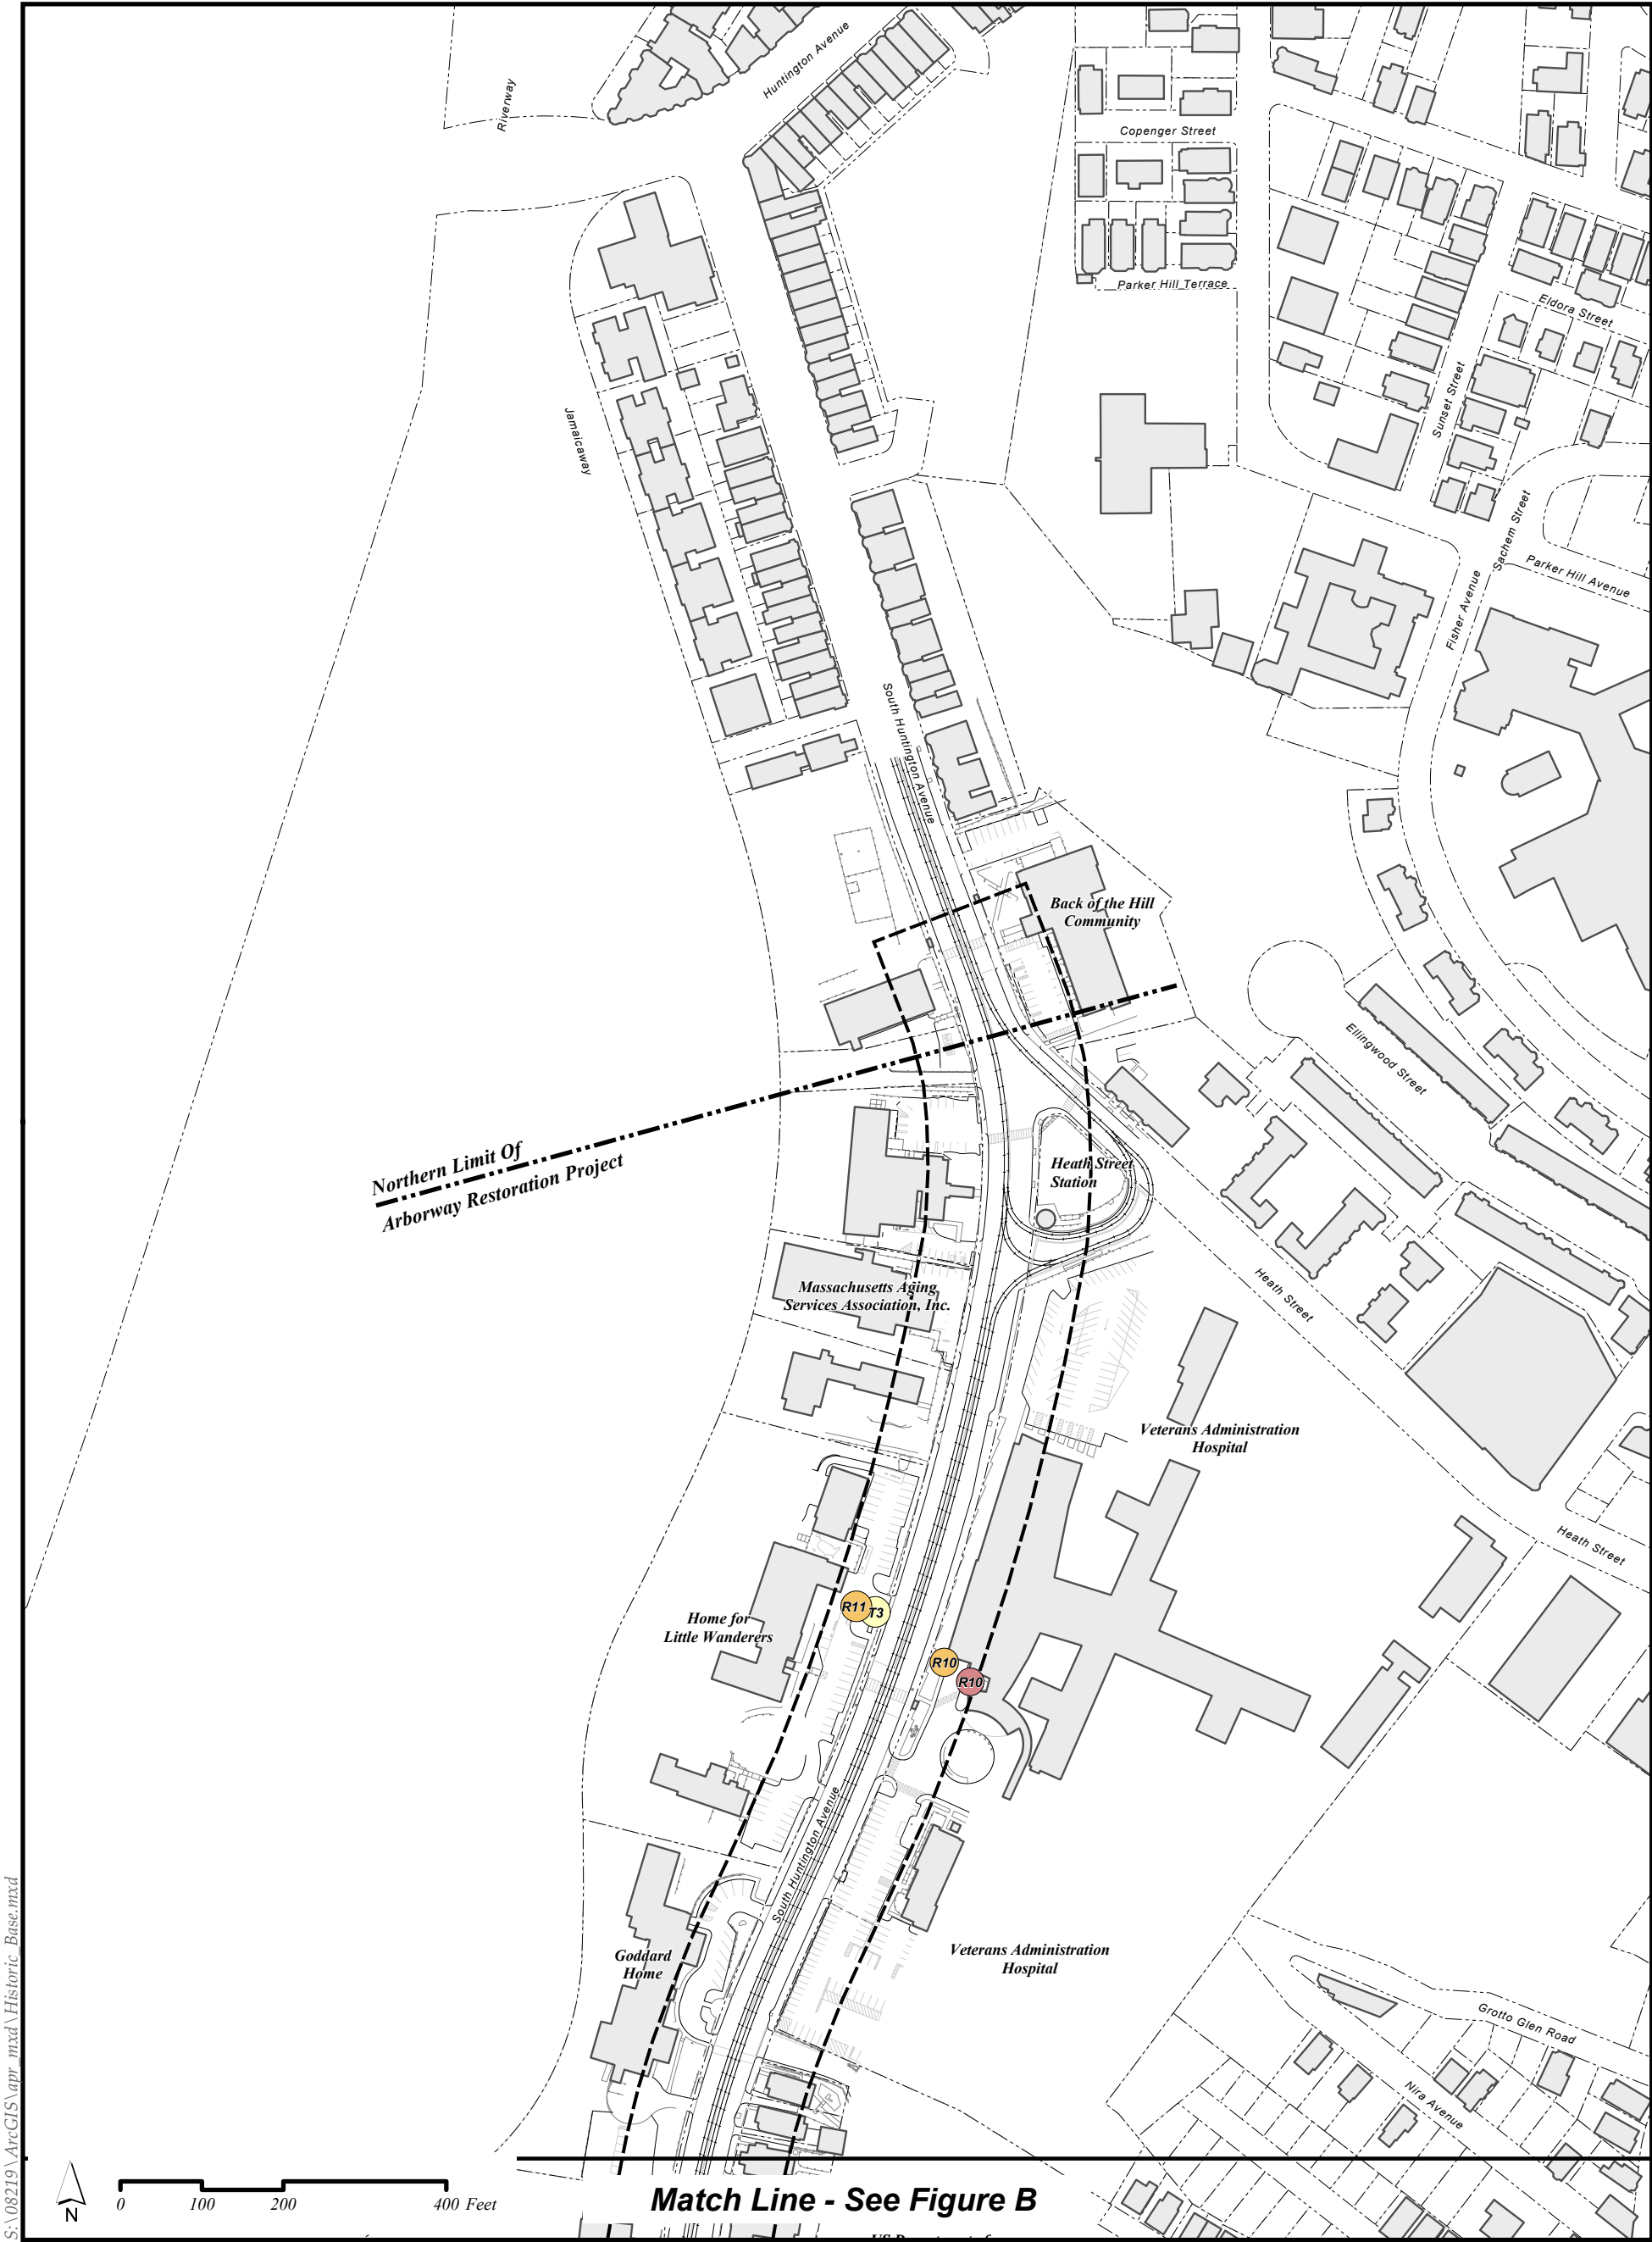 Riverway
Huntington Avenue
Copenger Street
Parker Hill Terrace
Eldora Street
Sunset Street
Jamaicaway
Sachem Street
Parker Hill Avenue
Fisher Avenue
South Huntington Avenue
Back of the Hill
Community
Ellingwood Street
Northern Limit Of
Arborway Restoration Project
Heath Street
Station
Massachusetts Aging
Services Association, Inc.
Heath Street
Veterans Administration
Hospital
Heath Street
R11
T3
Home for
Little Wanderers
R10
R10
South Huntington Avenue
Goddard
Home
Veterans Administration
Hospital
Grotto Glen Road
Nira Avenue
S:\08219\ArcGIS\apr_mxd\Historic_Base.mxd
N
0 100 200 400 Feet
Match Line - See Figure B